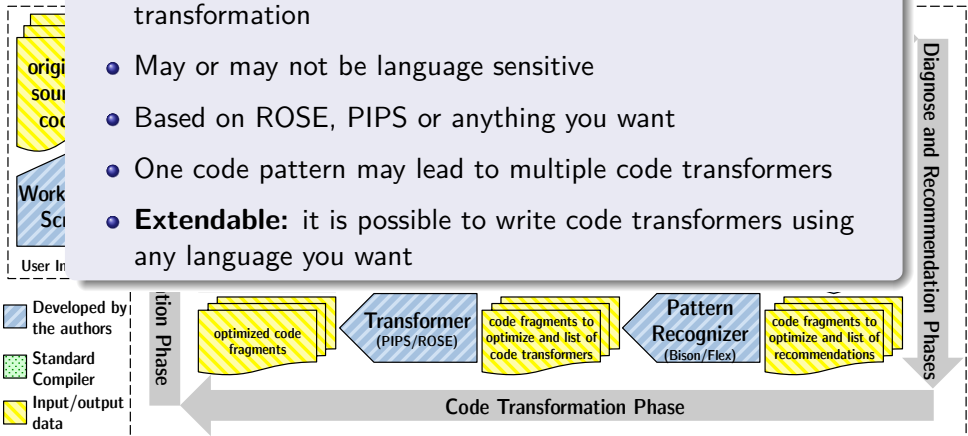 transformation
May or may not be language sensitive
Based on ROSE, PIPS or anything you want
One code pattern may lead to multiple code transformers
Extendable: it is possible to write code transformers using
any language you want
Diagnose and Recommendation Phases
Developed by
the authors
Standard
Compiler
Input/output
data
Phase
optimized code
fragments
Transformer
(PIPS/ROSE)
code fragments to
optimize and list of
code transformers
Pattern
Recognizer
(Bison/Flex)
code fragments to
optimize and list of
recommendations
Code Transformation Phase